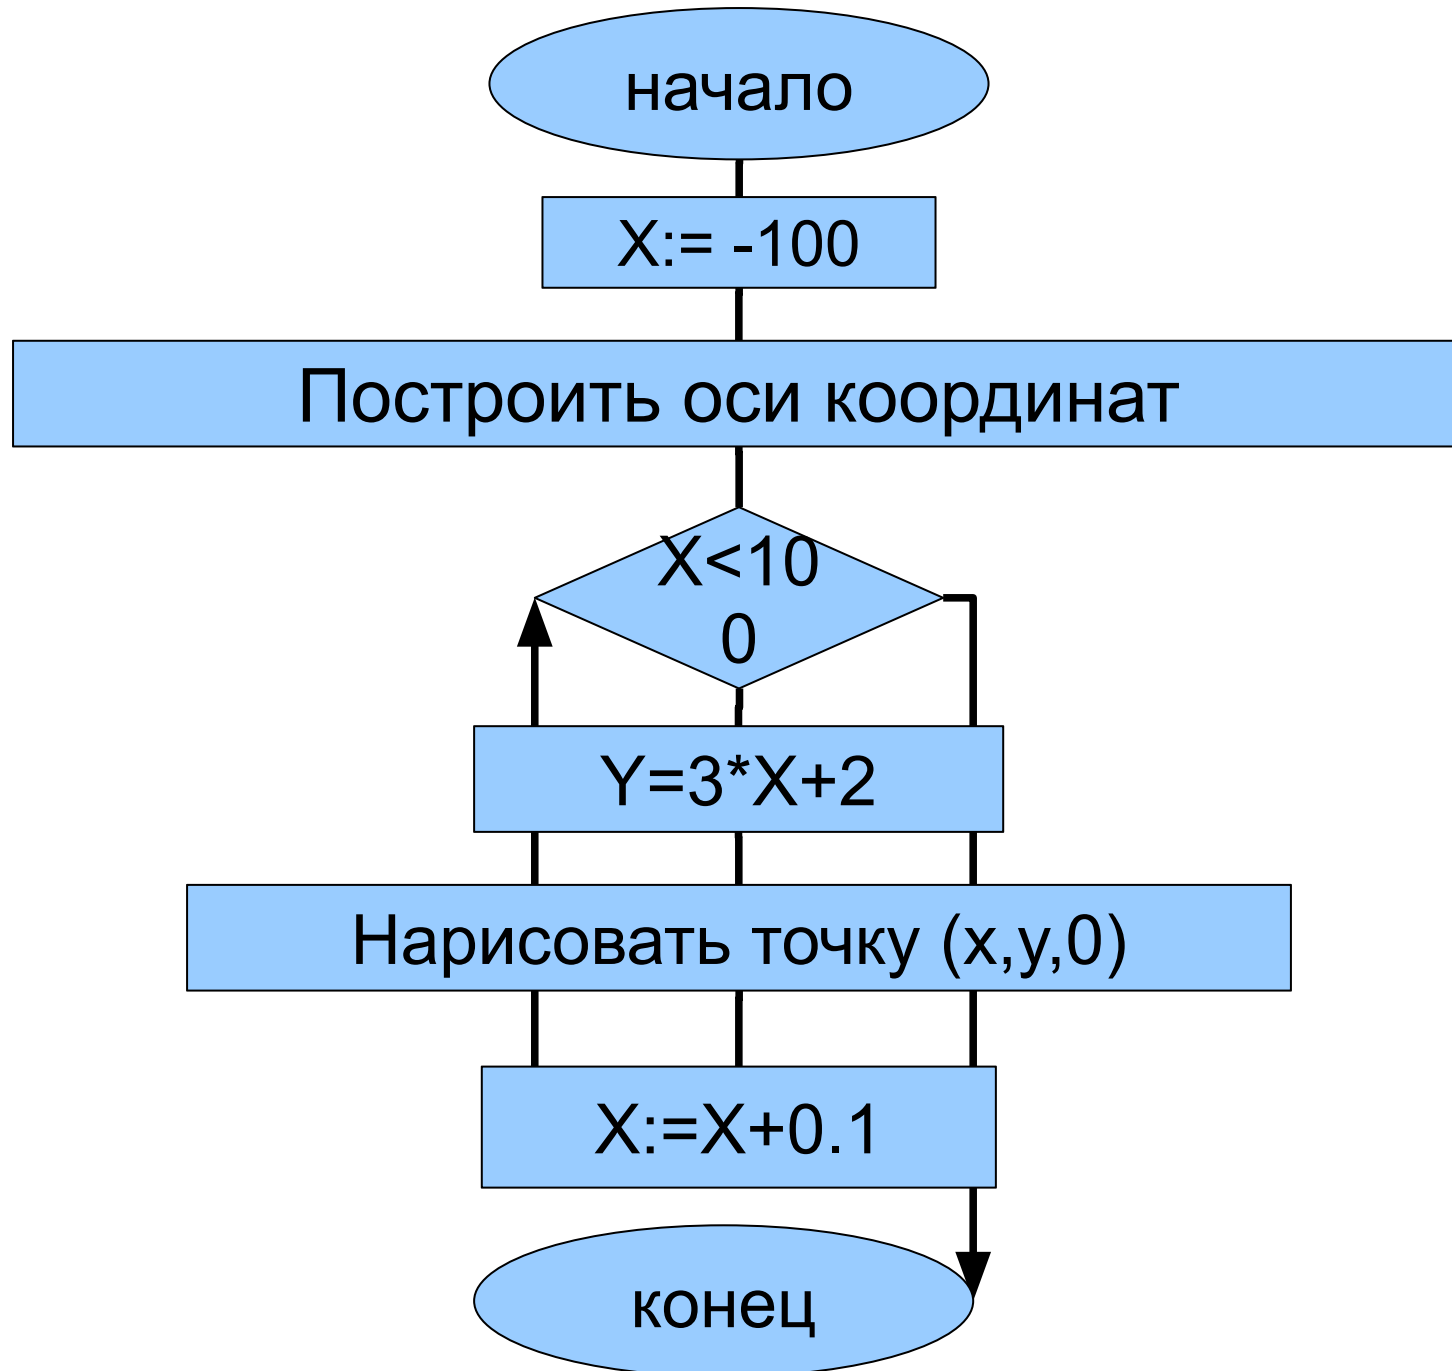 начало
X:= -100
Построить оси координат
X<10
0
Y=3*X+2
Нарисовать точку (x,y,0)
X:=X+0.1
конец